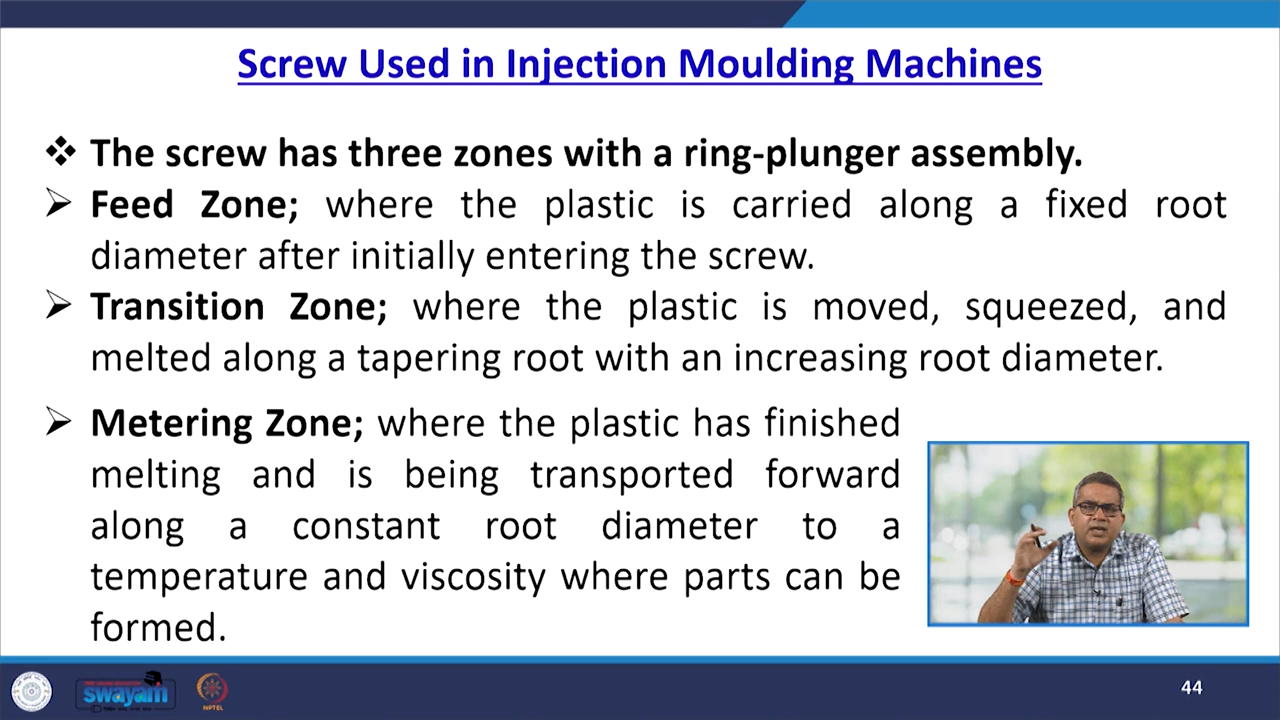 Screw Used in Injection Moulding Machines
❖ The screw has three zones with a ring-plunger assembly.
➢ Feed Zone; where the plastic is carried along a fixed root
diameter after initially entering the screw.
➢ Transition Zone; where the plastic is moved, squeezed, and
melted along a tapering root with an increasing root diameter.
➢ Metering Zone; where the plastic has finished
melting and is being transported forward
along a constant root diameter to a
temperature and viscosity where parts can be
formed.
swayam
NPTEL
44